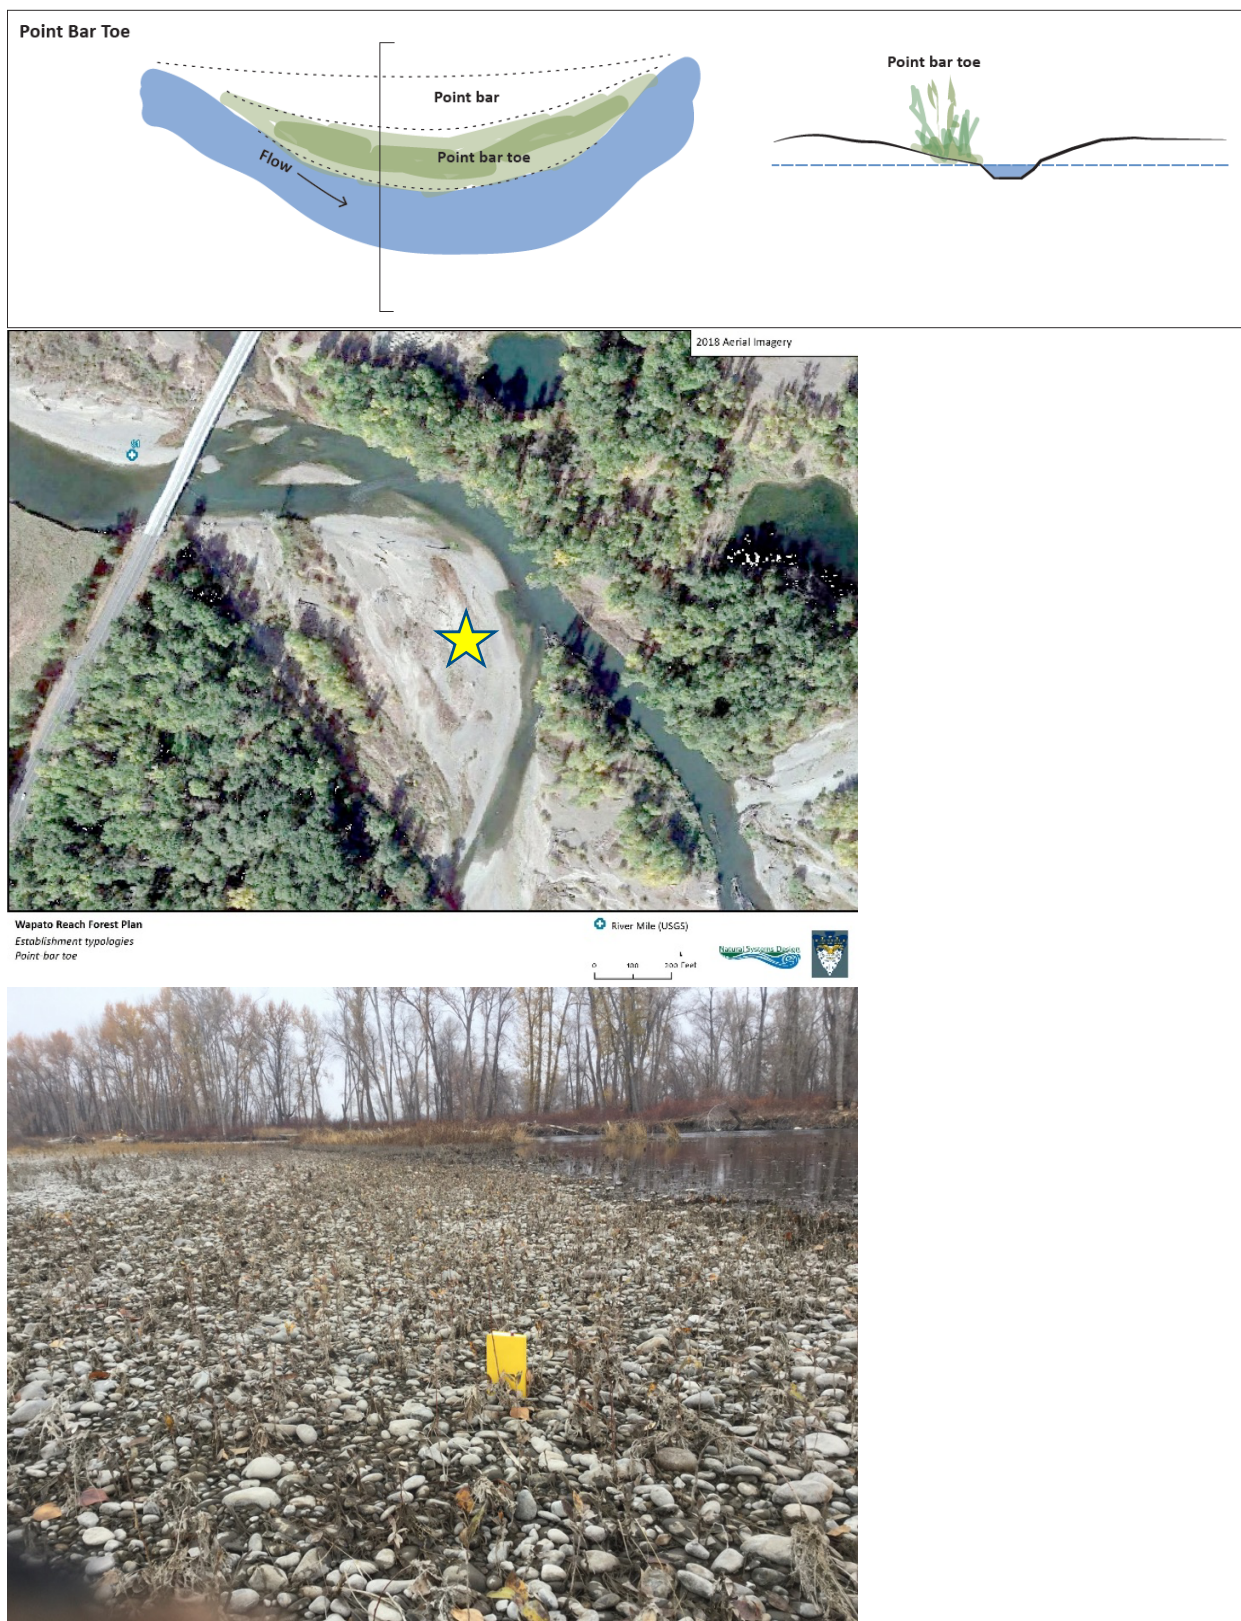 Point Bar Toe
Point bar
Point bar toe
Flow
Point bar toe
2018 Aerial Imagery
91
Wapato Reach Forest Plan
Establishment typologies
Point bar toe
River Mile (USGS)
0 100 200 Feet
Natural Systems Design